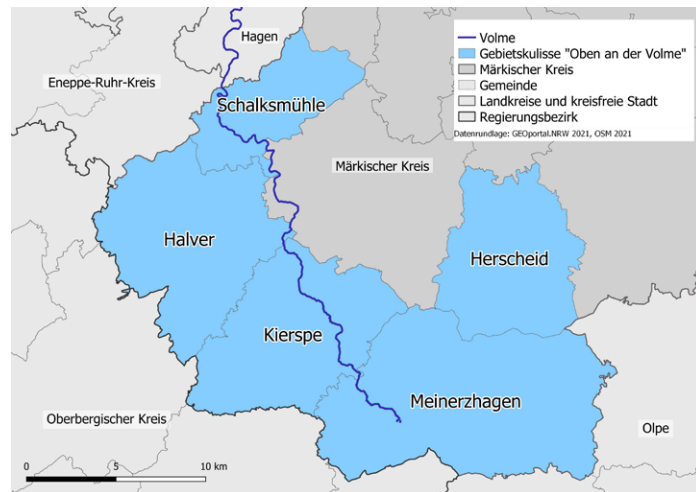 Hagen
Eneppe-Ruhr-Kreis
Schalksmühle
Märkischer Kreis
Halver
Herscheid
Kierspe
Meinerzhagen
Oberbergischer Kreis
Olpe
0 5 10 km
Volme
Gebietskulisse "Oben an der Volme"
Märkischer Kreis
Gemeinde
Landkreise und kreisfreie Stadt
Regierungsbezirk
Datenrundlage: GEOportal.NRW 2021, OSM 2021